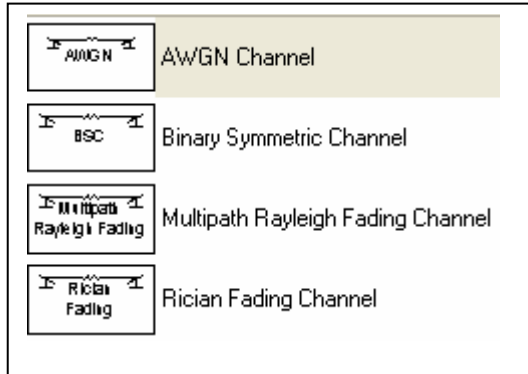 AWGN
AWGN Channel
BSC
Binary Symmetric Channel
Multipath
Rayleigh Fading
Multipath Rayleigh Fading Channel
Rician
Fading
Rician Fading Channel